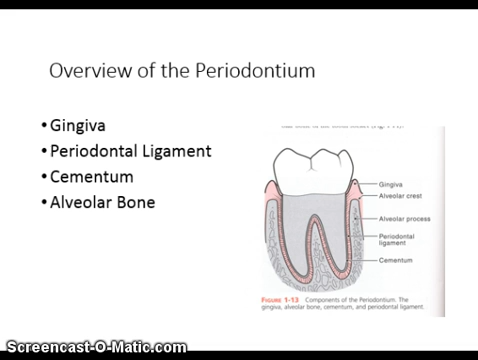 Overview of the Periodontium
• Gingiva
• Periodontal Ligament
• Cementum
• Alveolar Bone
Gingiva
Alveolar crest
Alveolar process
Periodontal
ligament
Cementum
FIGURE 1-13 Components of the Periodontium. The
gingiva, alveolar bone, cementum, and periodontal ligament.
Screencast-O-Matic.com